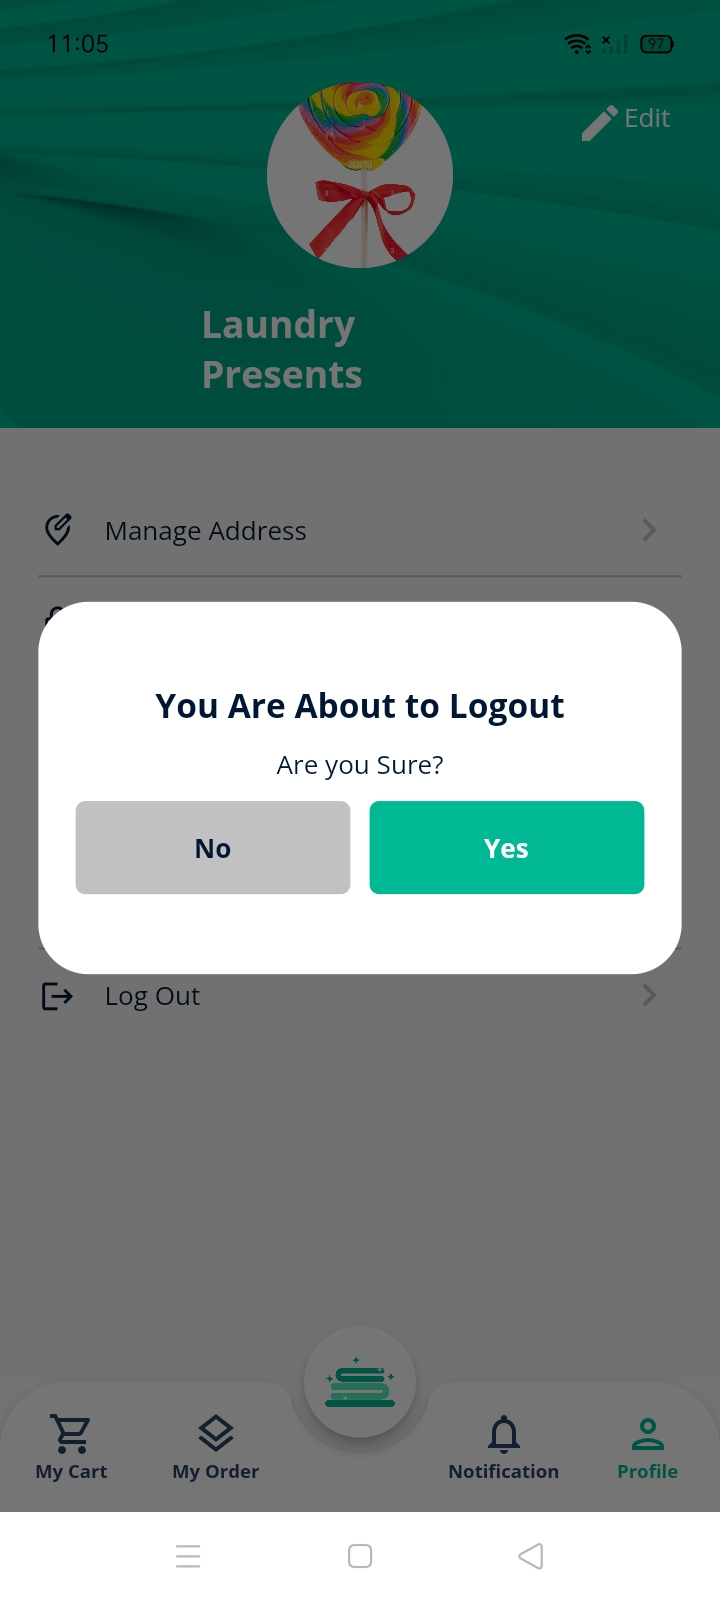 11:05
97
Edit
Laundry
Presents
Manage Address
You Are About to Logout
Are you Sure?
No
Yes
Log Out
My Cart
My Order
Notification
Profile